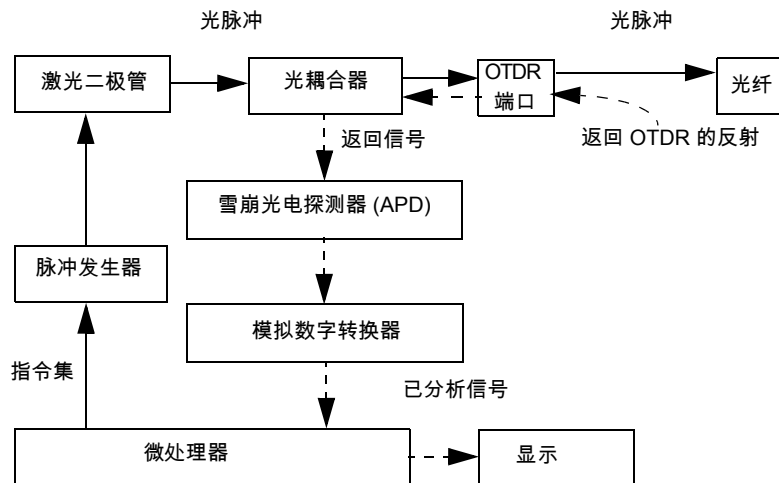 光脉冲
光脉冲
激光二极管
光耦合器
OTDR
端口
光纤
返回信号
返回 OTDR 的反射
雪崩光电探测器 (APD)
脉冲发生器
模拟数字转换器
指令集
已分析信号
微处理器
显示